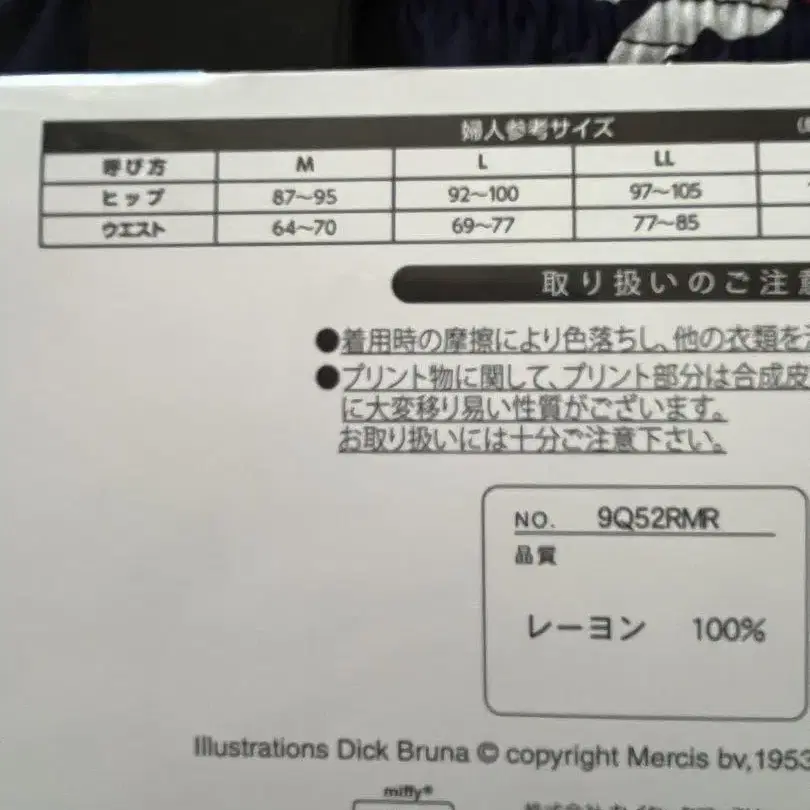 婦人参考サイズ
呼び方 M L LL
ヒップ 87〜95 92〜100 97〜105
ウエスト 64〜70 69〜77 77〜85
取り扱いのご注意
●着用時の摩擦により色落ちし、他の衣類を
●プリント物に関して、プリント部分は合成皮
に大変移り易い性質がございます。
お取り扱いには十分ご注意下さい。
NO. 9Q52RMR
品質
レーヨン 100%
Illustrations Dick Bruna © copyright Mercis bv,1953
miffy®